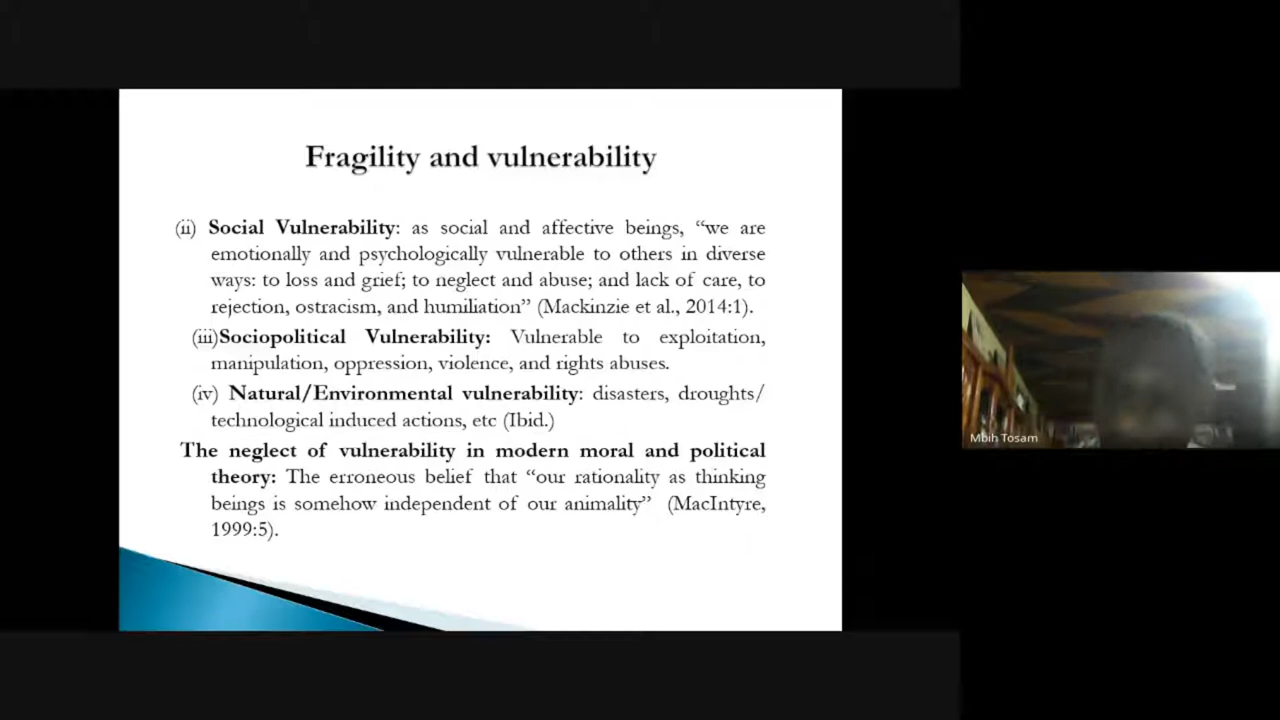 Fragility and vulnerability
(ii) Social Vulnerability: as social and affective beings, “we are
emotionally and psychologically vulnerable to others in diverse
ways: to loss and grief; to neglect and abuse; and lack of care, to
rejection, ostracism, and humiliation” (Mackinzie et al., 2014:1).
(iii)Sociopolitical Vulnerability: Vulnerable to exploitation,
manipulation, oppression, violence, and rights abuses.
(iv) Natural/Environmental vulnerability: disasters, droughts/
technological induced actions, etc (Ibid.)
The neglect of vulnerability in modern moral and political
theory: The erroneous belief that “our rationality as thinking
beings is somehow independent of our animality” (MacIntyre,
1999:5).
Mbih Tosam